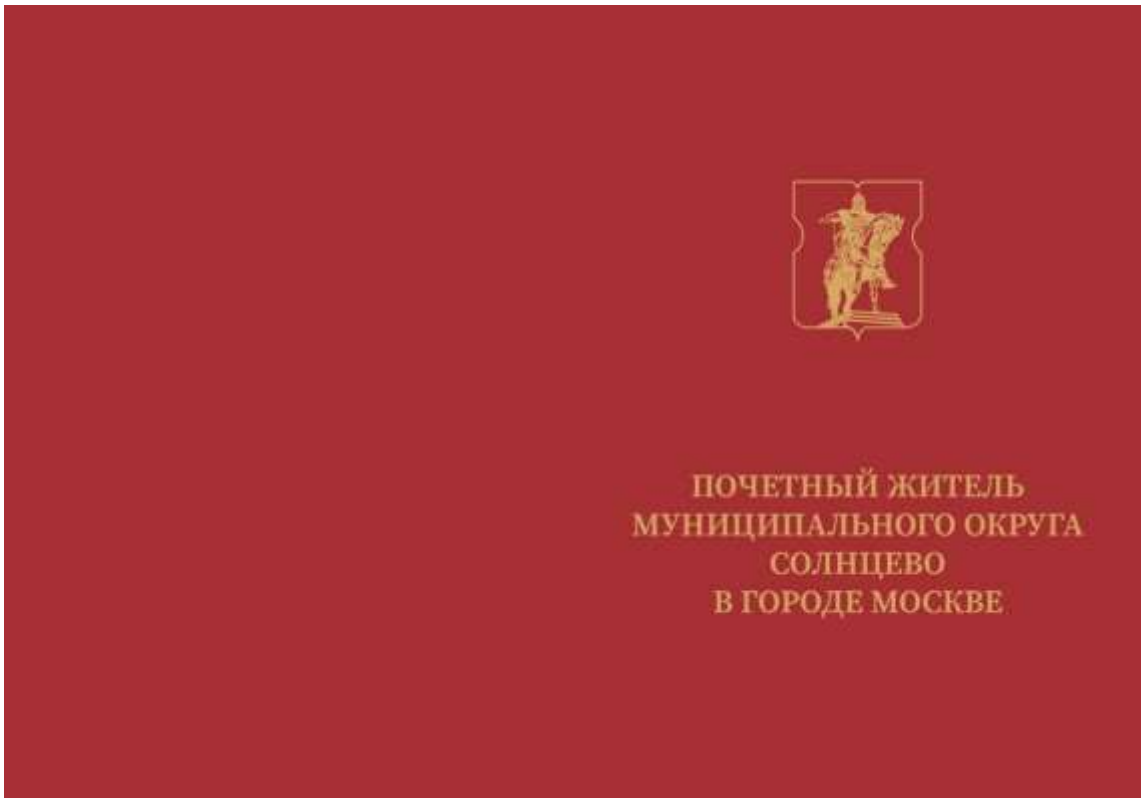 ПОЧЕТНЫЙ ЖИТЕЛЬ
МУНИЦИПАЛЬНОГО ОКРУГА
СОЛНЦЕВО
В ГОРОДЕ МОСКВЕ